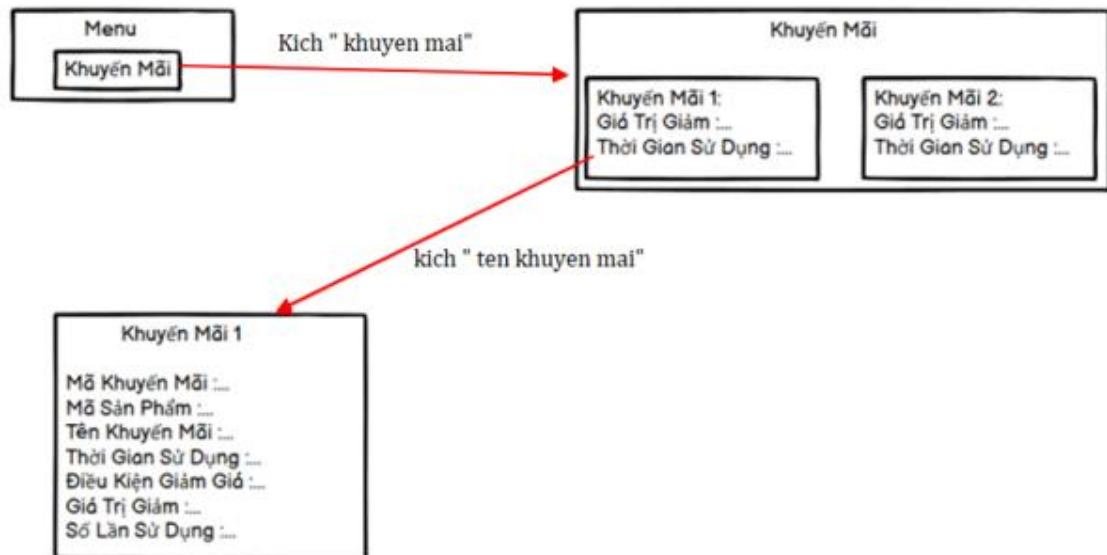 Menu
Khuyến Mãi
Kich " khuyen mai"
Khuyến Mãi
Khuyến Mãi 1:
Giá Trị Giảm :...
Thời Gian Sử Dụng :...
Khuyến Mãi 2:
Giá Trị Giảm :...
Thời Gian Sử Dụng :...
kich " ten khuyen mai"
Khuyến Mãi 1
Mã Khuyến Mãi :...
Mã Sản Phẩm :...
Tên Khuyến Mãi :...
Thời Gian Sử Dụng :...
Điều Kiện Giảm Giá :...
Giá Trị Giảm :...
Số Lần Sử Dụng :...